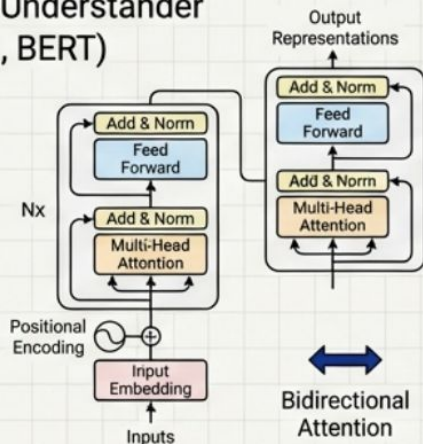 Understander
, BERT)
Output
Representations
Add & Norm
Feed
Forward
Add & Norm
Multi-Head
Attention
Add & Norm
Feed
Forward
Nx
Add & Norm
Multi-Head
Attontion
Positional
Encoding
Iriput
Embedding
Inputs
Bidirectional
Attention